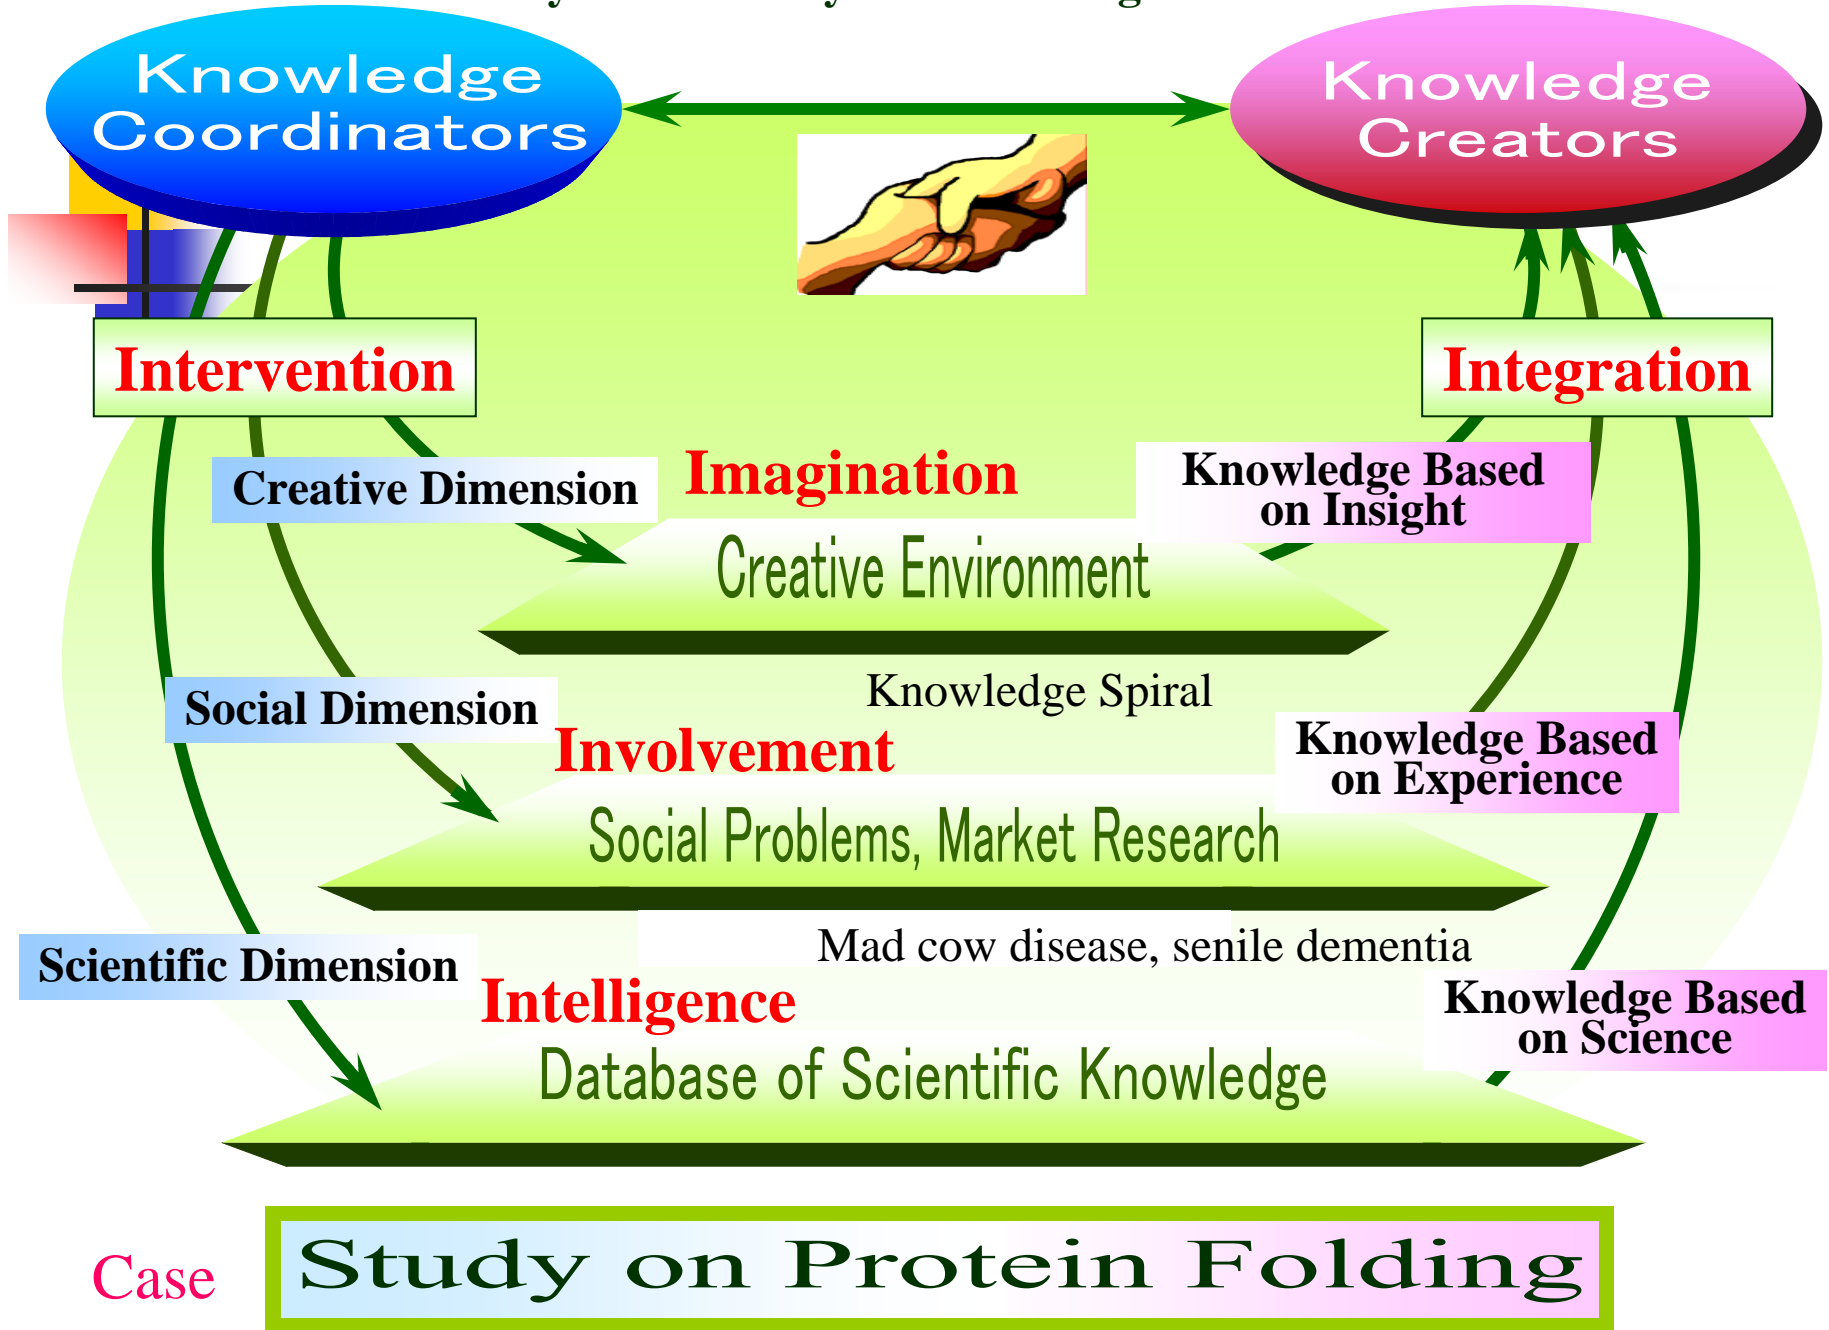 Knowledge
Coordinators
Knowledge
Creators
Intervention
Integration
Imagination
Creative Dimension
Knowledge Based
on Insight
Creative Environment
Knowledge Spiral
Social Dimension
Involvement
Knowledge Based
on Experience
Social Problems, Market Research
Mad cow disease, senile dementia
Scientific Dimension
Intelligence
Knowledge Based
on Science
Database of Scientific Knowledge
Case
Study on Protein Folding